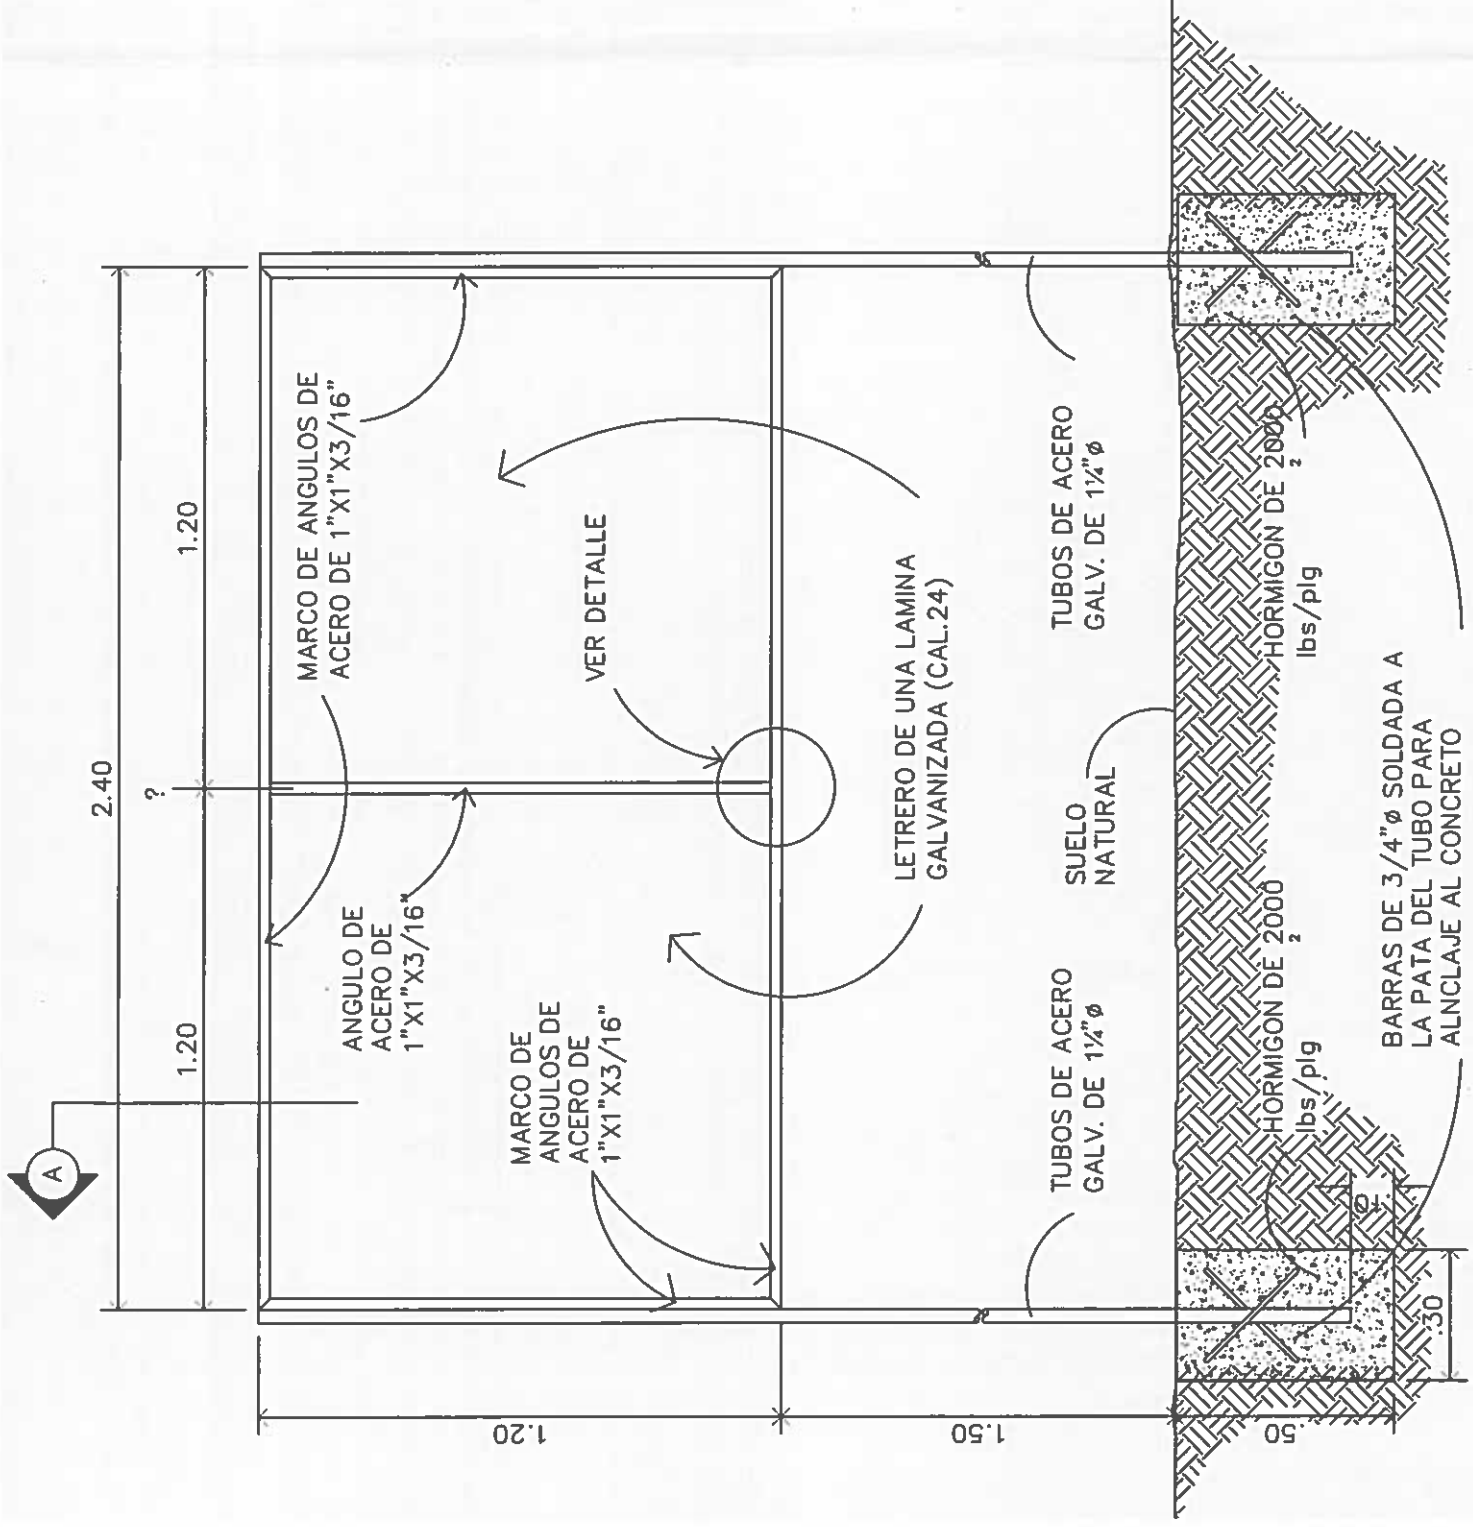 A
2.40
?
1.20
1.20
MARCO DE ANGULOS DE
ACERO DE 1"X1"X3/16"
ANGULO DE
ACERO DE
1"X1"X3/16"
MARCO DE
ANGULOS DE
ACERO DE
1"X1"X3/16"
VER DETALLE
1.20
LETRERO DE UNA LAMINA
GALVANIZADA (CAL.24)
TUBOS DE ACERO
GALV. DE 1¼"ø
SUELO
NATURAL
TUBOS DE ACERO
GALV. DE 1¼"ø
1.50
HORMIGON DE 2000
2
lbs/plg
HORMIGON DE 2000
2
lbs/plg
.10
.50
.30
BARRAS DE 3/4"ø SOLDADA A
LA PATA DEL TUBO PARA
ALNCLAJE AL CONCRETO